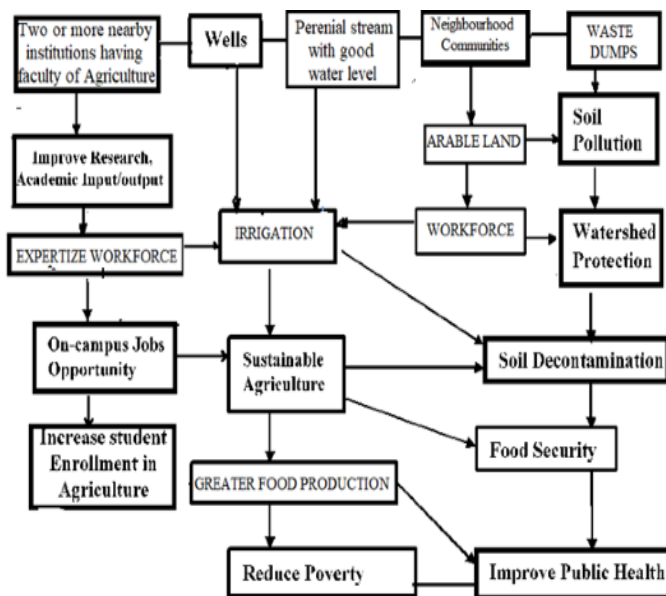 Two or more nearby
institutions having
faculty of Agriculture
Wells
Perenial stream
with good
water level
Neighbourhood
Communities
WASTE
DUMPS
Improve Research,
Academic Input/output
ARABLE LAND
Soil
Pollution
EXPERTIZE WORKFORCE
IRRIGATION
WORKFORCE
Watershed
Protection
On-campus Jobs
Opportunity
Sustainable
Agriculture
Soil Decontamination
Increase student
Enrollment in
Agriculture
Food Security
GREATER FOOD PRODUCTION
Reduce Poverty
Improve Public Health